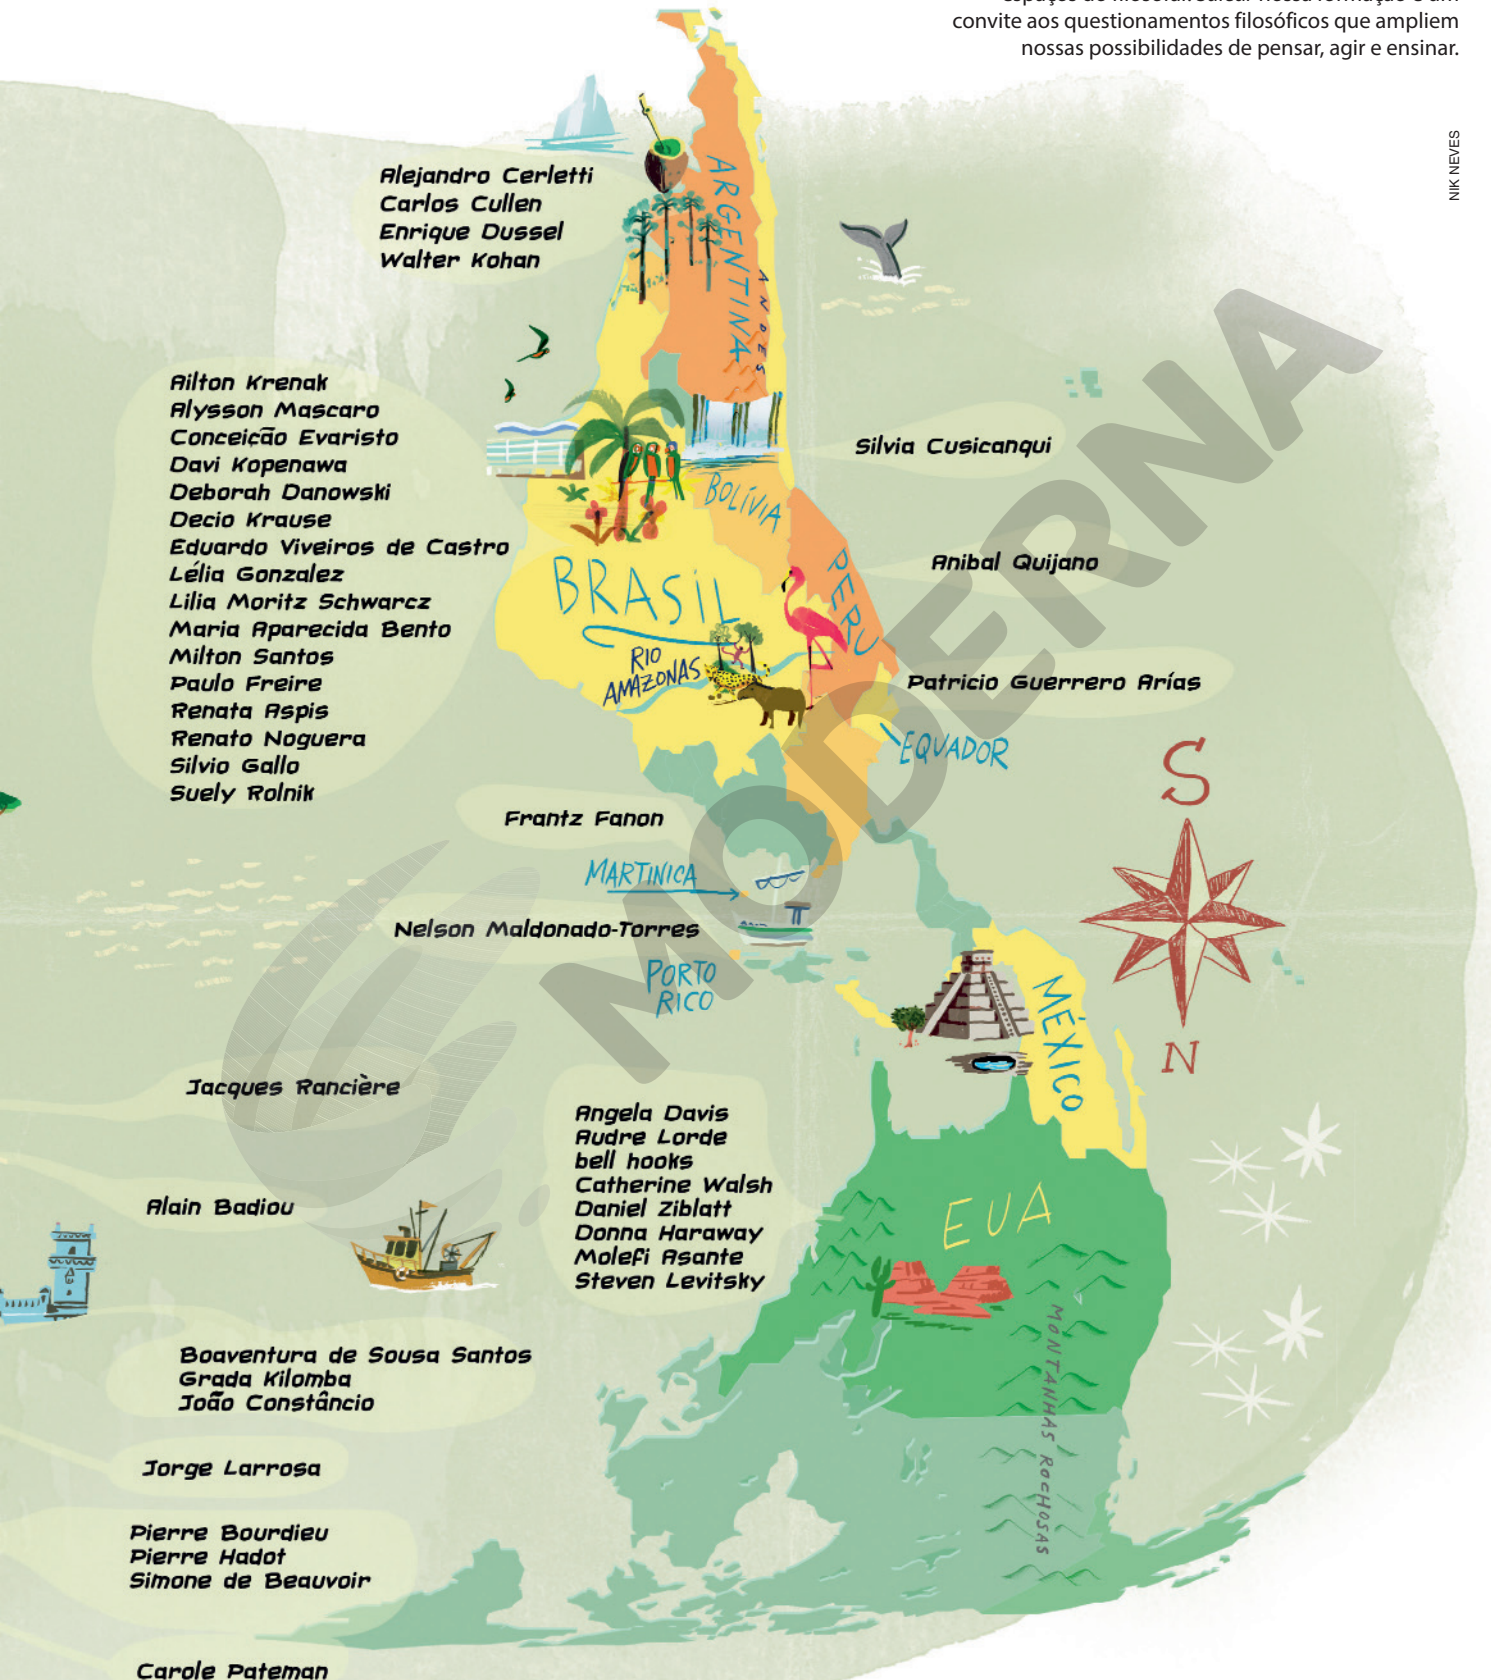 convite aos questionamentos filosóficos que ampliem
nossas possibilidades de pensar, agir e ensinar.
NIK NEVES
Alejandro Cerletti
Carlos Cullen
Enrique Dussel
Walter Kohan
ARGENTINA
ANDES
Ailton Krenak
Alysson Mascaro
Conceição Evaristo
Davi Kopenawa
Deborah Danowski
Decio Krause
Eduardo Viveiros de Castro
Lélia Gonzalez
Lilia Moritz Schwarcz
Maria Aparecida Bento
Milton Santos
Paulo Freire
Renata Aspis
Renato Noguera
Silvio Gallo
Suely Rolnik
Silvia Cusicanqui
BOLÍVIA
Anibal Quijano
PERU
BRASIL
RIO
AMAZONAS
Patricio Guerrero Arías
EQUADOR
S
N
Frantz Fanon
MARTINICA
Nelson Maldonado-Torres
PORTO
RICO
MÉXICO
MODERNA
Jacques Rancière
Angela Davis
Audre Lorde
bell hooks
Catherine Walsh
Daniel Ziblatt
Donna Haraway
Molefi Asante
Steven Levitsky
EUA
MONTANHAS ROCHOSAS
Alain Badiou
Boaventura de Sousa Santos
Grada Kilomba
João Constâncio
Jorge Larrosa
Pierre Bourdieu
Pierre Hadot
Simone de Beauvoir
Carole Pateman